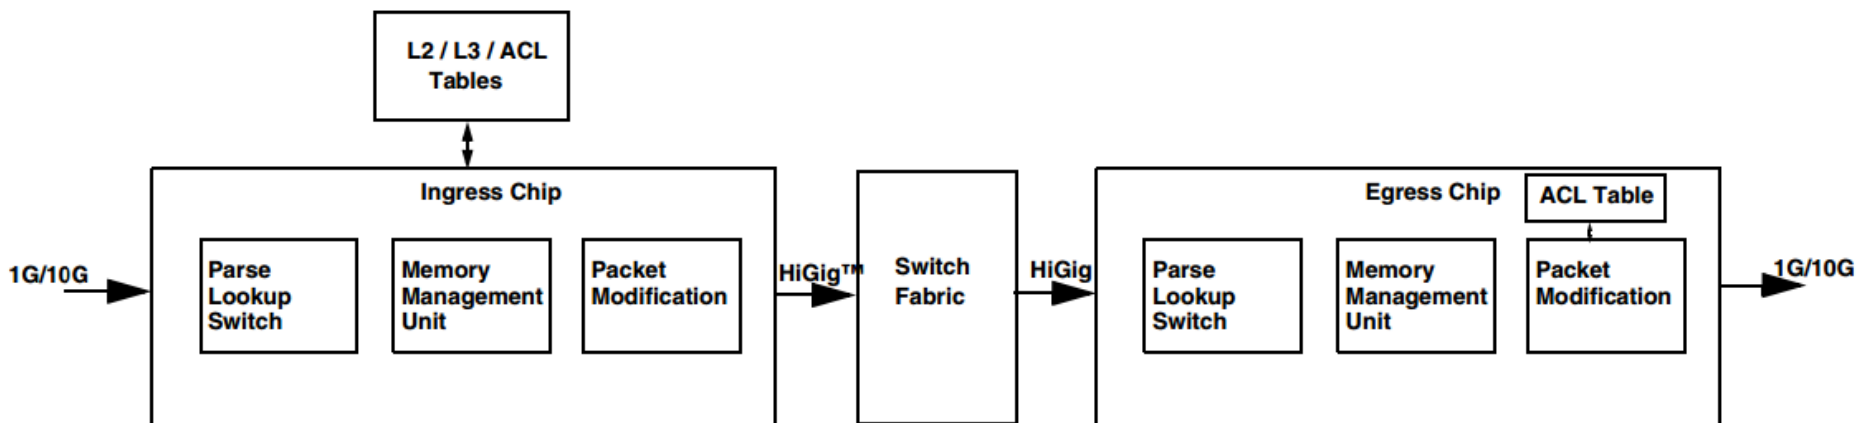 L2 / L3 / ACL
Tables
Ingress Chip
Egress Chip
ACL Table
1G/10G
Parse
Lookup
Switch
Memory
Management
Unit
Packet
Modification
HiGig™
Switch
Fabric
HiGig
Parse
Lookup
Switch
Memory
Management
Unit
Packet
Modification
1G/10G